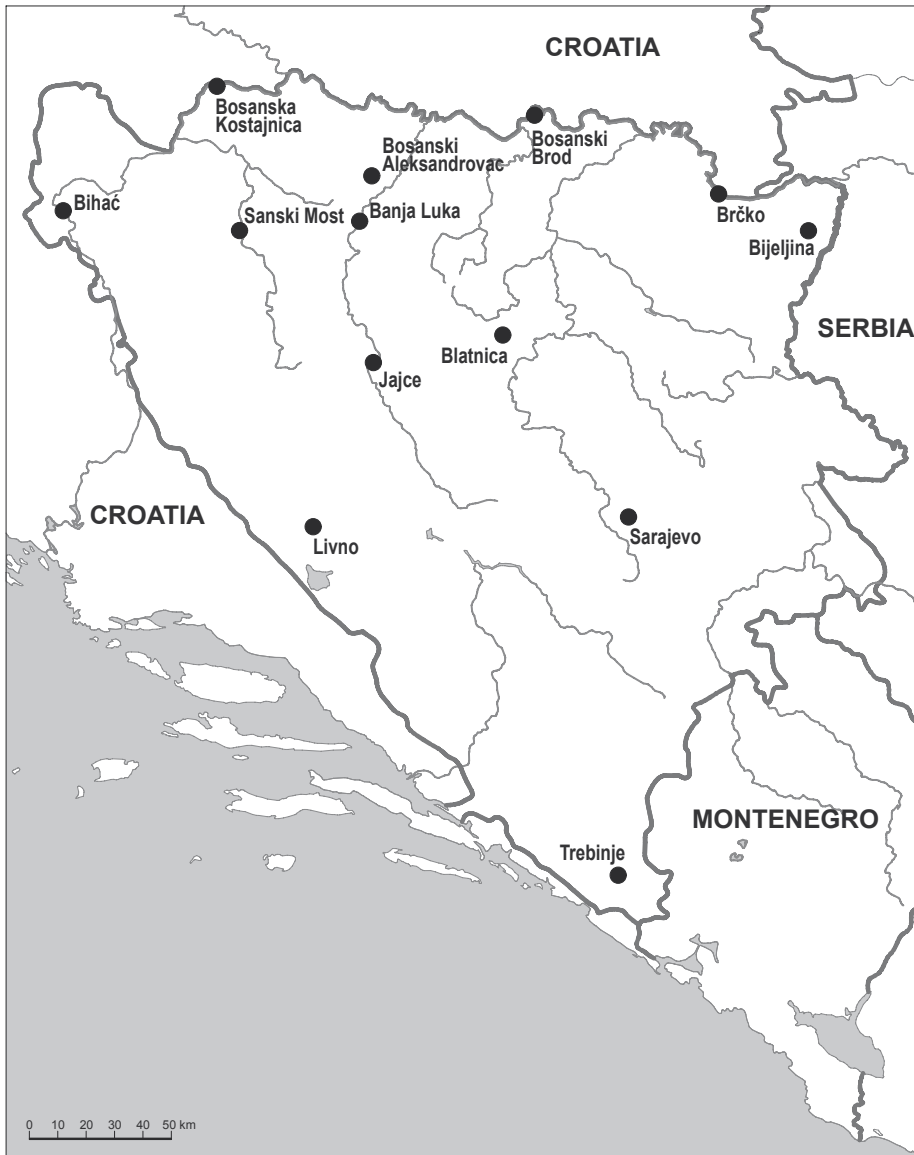 CROATIA
Bosanska
Kostajnica
Bosanski
Aleksandrovac
Bosanski
Brod
Bihać
Sanski Most
Banja Luka
Brčko
Bijeljina
SERBIA
Blatnica
Jajce
CROATIA
Livno
Sarajevo
MONTENEGRO
Trebinje
0 10 20 30 40 50 km